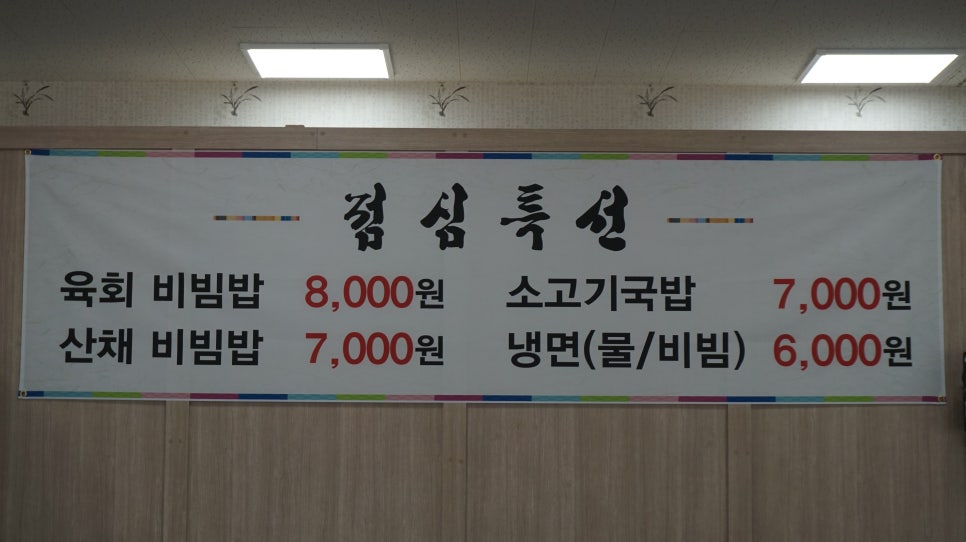 점심특선
육회 비빔밥 8,000원 소고기국밥 7,000원
산채 비빔밥 7,000원 냉면(물/비빔) 6,000원